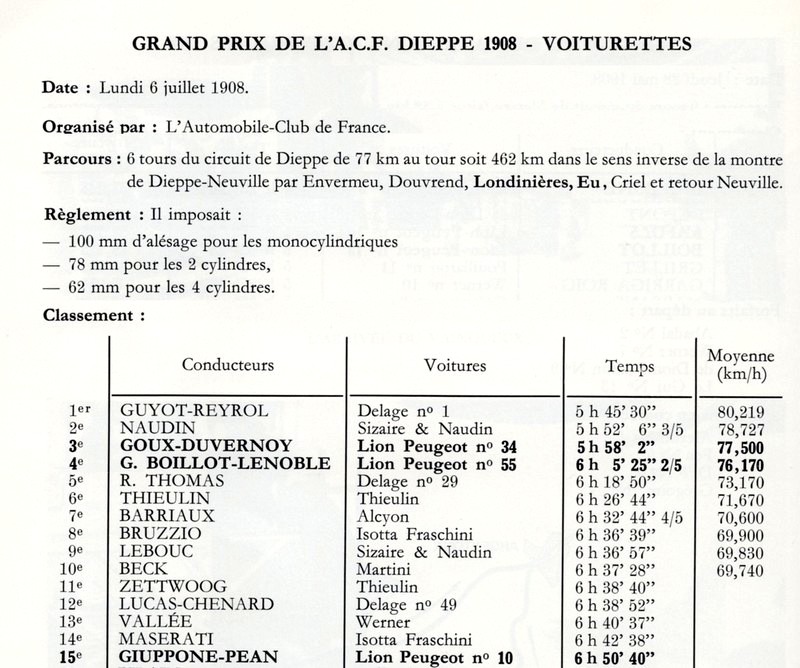 GRAND PRIX DE L'A.C.F. DIEPPE 1908 - VOITURETTES
Date : Lundi 6 juillet 1908.
Organisé par : L'Automobile-Club de France.
Parcours : 6 tours du circuit de Dieppe de 77 km au tour soit 462 km dans le sens inverse de la montre
de Dieppe-Neuville par Envermeu, Douvrend, Londinières, Eu, Criel et retour Neuville.
Règlement : Il imposait :
— 100 mm d'alésage pour les monocylindriques
— 78 mm pour les 2 cylindres,
— 62 mm pour les 4 cylindres.
Classement :
Conducteurs Voitures Temps Moyenne
(km/h)
1er GUYOT-REYROL Delage nº 1 5 h 45' 30” 80,219
2e NAUDIN Sizaire & Naudin 5 h 52' 6” 3/5 78,727
3e GOUX-DUVERNOY Lion Peugeot nº 34 5 h 58' 2” 77,500
4e G. BOILLOT-LENOBLE Lion Peugeot nº 55 6 h 5' 25” 2/5 76,170
5e R. THOMAS Delage nº 29 6 h 18' 50” 73,170
6e THIEULIN Thieulin 6 h 26' 44” 71,670
7e BARRIAUX Alcyon 6 h 32' 44” 4/5 70,600
8e BRUZZIO Isotta Fraschini 6 h 36' 39” 69,900
9e LEBOUC Sizaire & Naudin 6 h 36' 57” 69,830
10e BECK Martini 6 h 37' 28” 69,740
11e ZETTWOOG Thieulin 6 h 38' 40”
12e LUCAS-CHENARD Delage nº 49 6 h 38' 52”
13e VALLÉE Werner 6 h 40' 37”
14e MASERATI Isotta Fraschini 6 h 42' 38”
15e GIUPPONE-PEAN Lion Peugeot nº 10 6 h 50' 40”